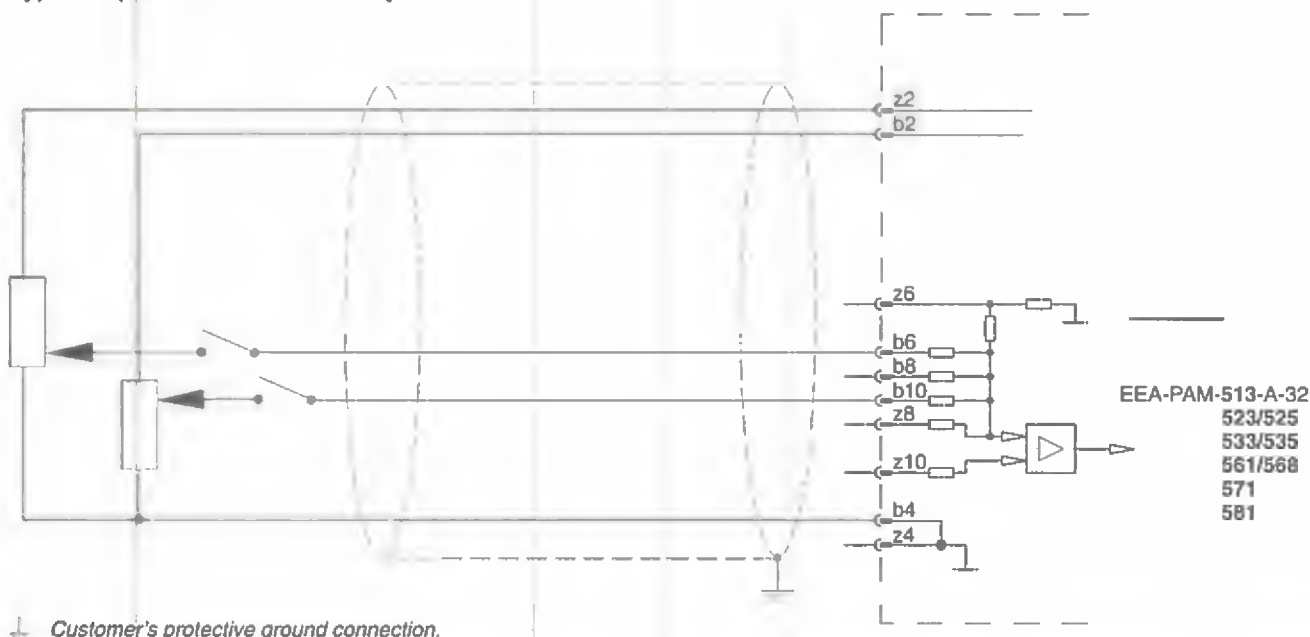 z2
b2
z6
b6
b8
b10
z8
z10
b4
z4
EEA-PAM-513-A-32
523/525
533/535
561/568
571
581
Customer's protective ground connection.